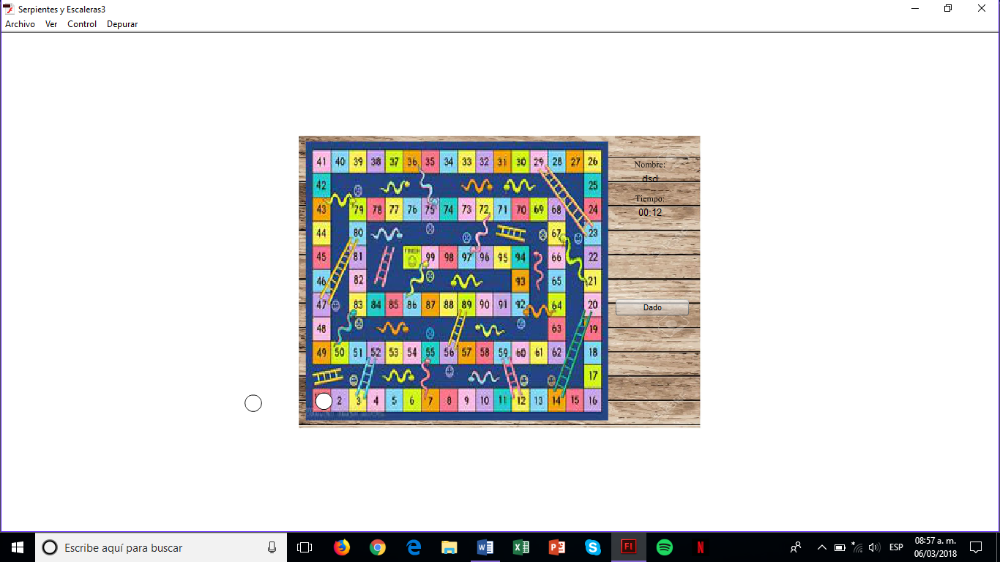 Serpientes y Escaleras3
Archivo Ver Control Depurar
41 40 39 38 37 36 35 34 33 32 31 30 29 28 27 26
42 25
43 79 78 77 76 75 74 73 72 71 70 69 68 24
44 80 67 23
45 81 FINISH 99 98 97 96 95 94 66 22
46 82 93 65 21
47 83 84 85 86 87 88 89 90 91 92 64 20
48 63 19
49 50 51 52 53 54 55 56 57 58 59 60 61 62 18
17
2 3 4 5 6 7 8 9 10 11 12 13 14 15 16
Nombre:
dsd
Tiempo:
00:12
Dado
Escribe aquí para buscar
ESP
08:57 a. m.
06/03/2018